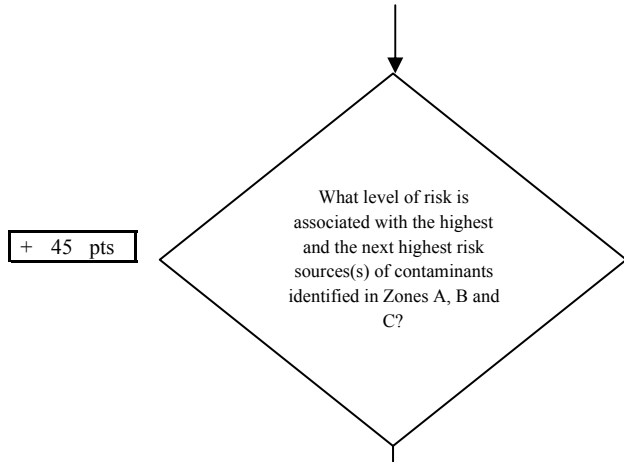 What level of risk is
associated with the highest
+ 45 pts
and the next highest risk
sources(s) of contaminants
identified in Zones A, B and
C?